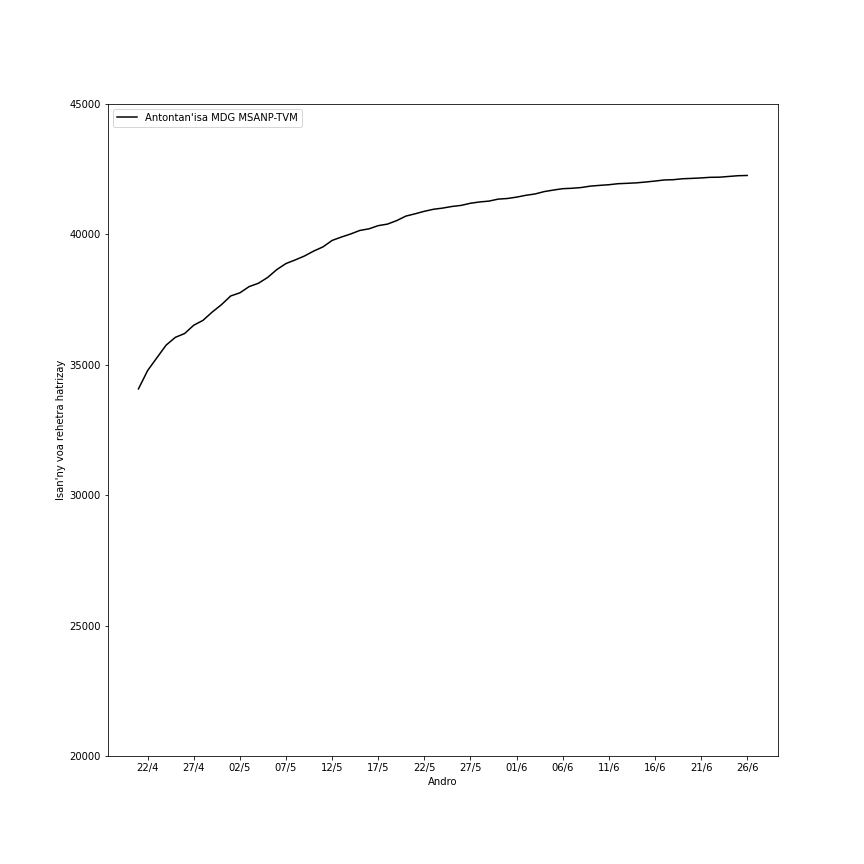 Antontan'isa MDG MSANP-TVM
45000
40000
35000
30000
25000
20000
Isan'ny voa rehetra hatrizay
22/4 27/4 02/5 07/5 12/5 17/5 22/5 27/5 01/6 06/6 11/6 16/6 21/6 26/6
Andro